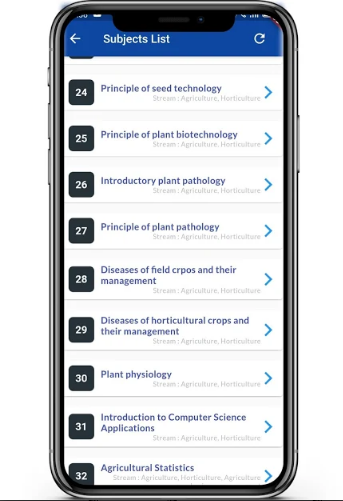 Subjects List
24 Principle of seed technology
Stream : Agriculture, Horticulture
25 Principle of plant biotechnology
Stream : Agriculture, Horticulture
26 Introductory plant pathology
Stream : Agriculture, Horticulture
27 Principle of plant pathology
Stream : Agriculture, Horticulture
28 Diseases of field crpos and their
management
Stream : Agriculture, Horticulture
29 Diseases of horticultural crops and
their management
Stream : Agriculture, Horticulture
30 Plant physiology
Stream : Agriculture, Horticulture
31 Introduction to Computer Science
Applications
Stream : Agriculture, Horticulture
32 Agricultural Statistics
Stream : Agriculture, Horticulture, Agrisulture